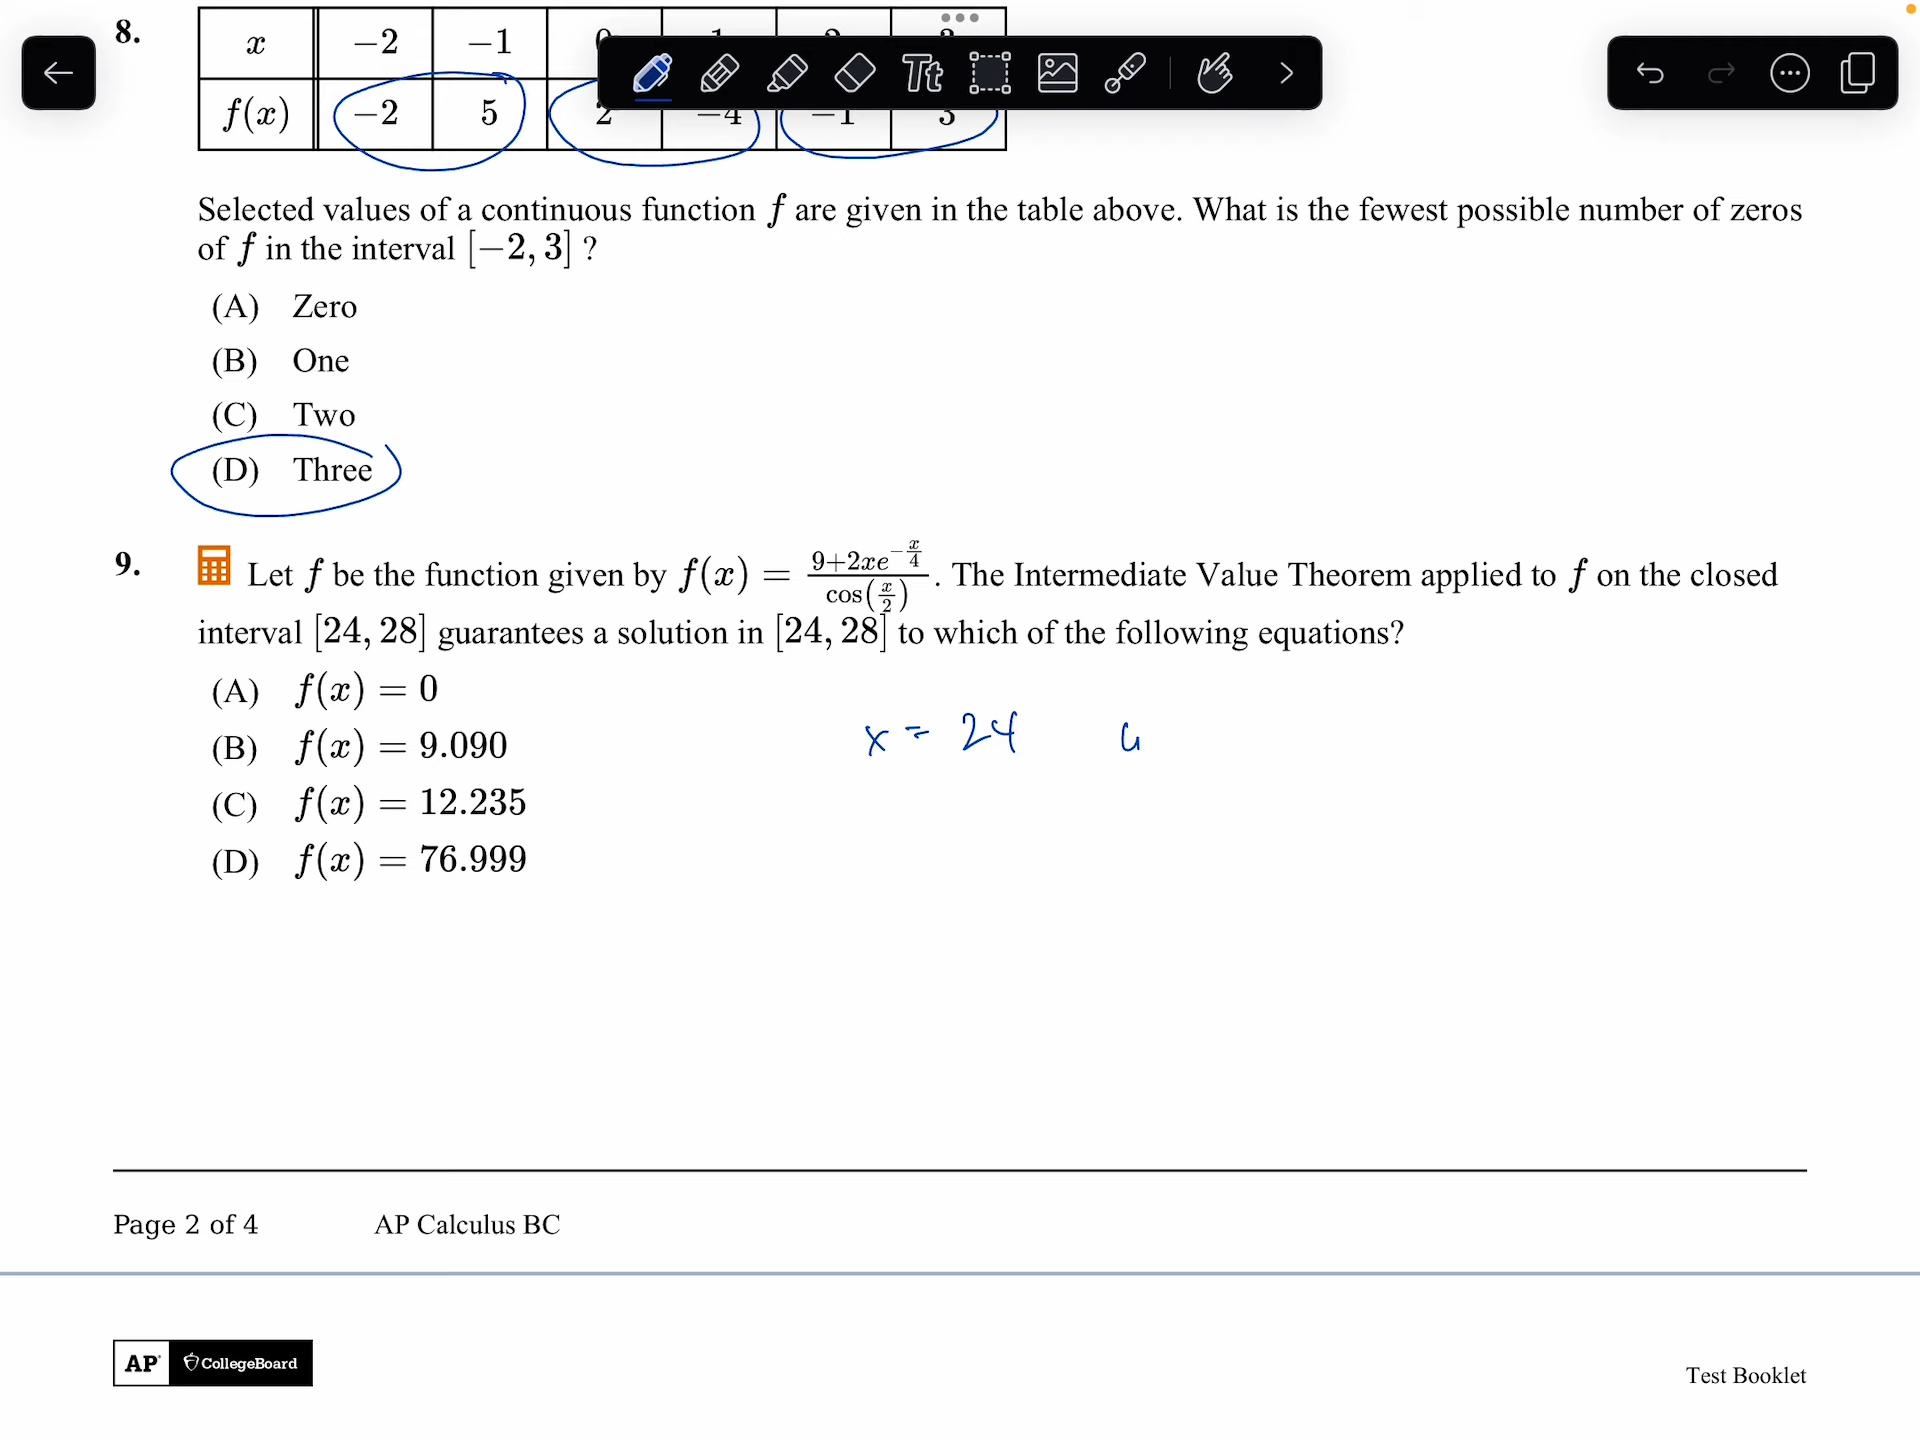 8.
x −2 −1
f(x) −2 5 2 −4 −1 3
Selected values of a continuous function f are given in the table above. What is the fewest possible number of zeros
of f in the interval [−2, 3] ?
(A) Zero
(B) One
(C) Two
(D) Three
9. Let f be the function given by f(x) = (9+2xe^(−x/4))/(cos(x/2)). The Intermediate Value Theorem applied to f on the closed
interval [24, 28] guarantees a solution in [24, 28] to which of the following equations?
(A) f(x) = 0
(B) f(x) = 9.090
(C) f(x) = 12.235
(D) f(x) = 76.999
x = 24
Page 2 of 4 AP Calculus BC
AP CollegeBoard
Test Booklet
Tt